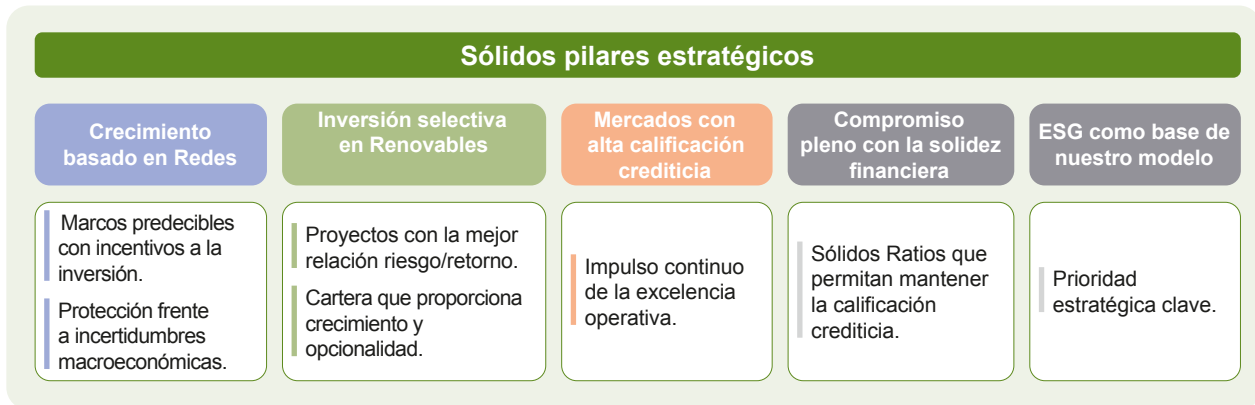 Sólidos pilares estratégicos
Crecimiento
basado en Redes
Marcos predecibles
con incentivos a la
inversión.
Protección frente
a incertidumbres
macroeconómicas.
Inversión selectiva
en Renovables
Proyectos con la mejor
relación riesgo/retorno.
Cartera que proporciona
crecimiento y
opcionalidad.
Mercados con
alta calificación
crediticia
Impulso continuo
de la excelencia
operativa.
Compromiso
pleno con la solidez
financiera
Sólidos Ratios que
permitan mantener
la calificación
crediticia.
ESG como base de
nuestro modelo
Prioridad
estratégica clave.